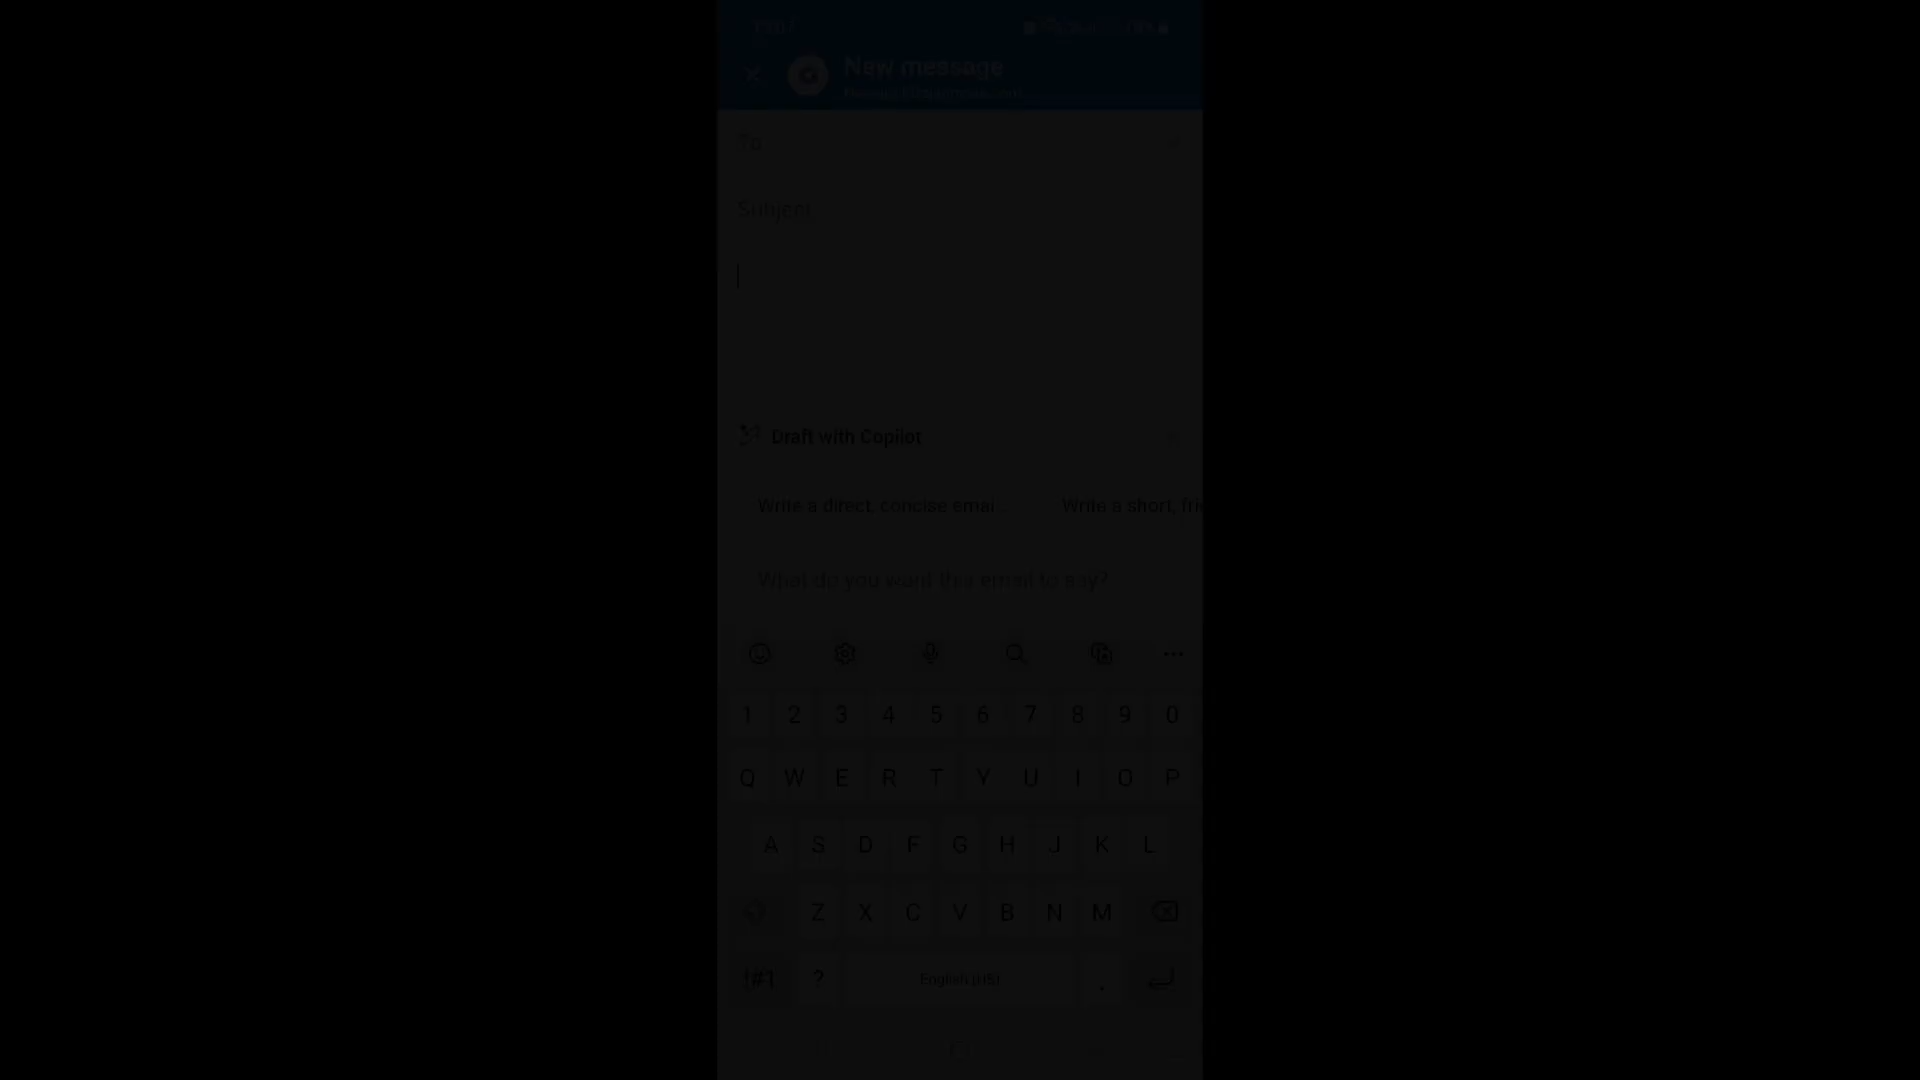 New message
To
Subject
Draft with Copilot
Write a direct, concise emai...
Write a short, frie
What do you want this email to say?
1 2 3 4 5 6 7 8 9 0
Q W E R T Y U I O P
A S D F G H J K L
Z X C V B N M
!#1 ? English (US) .